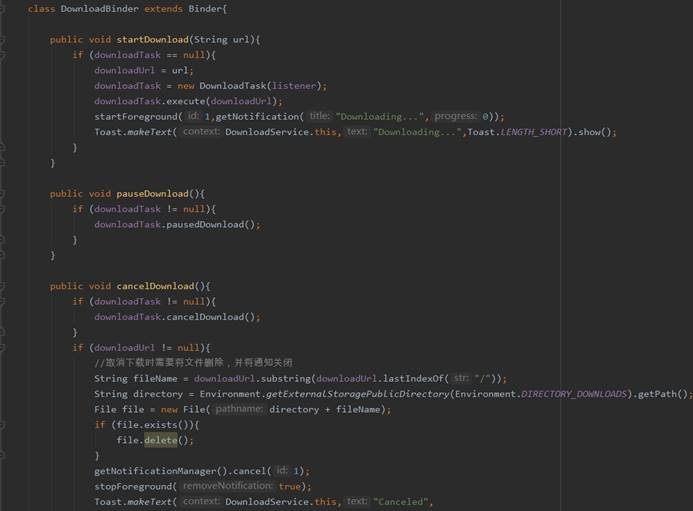 class DownloadBinder extends Binder{
public void startDownload(String url){
if (downloadTask == null){
downloadUrl = url;
downloadTask = new DownloadTask(listener);
downloadTask.execute(downloadUrl);
startForeground( id: 1,getNotification( title: "Downloading...", progress: 0));
Toast.makeText( context: DownloadService.this, text: "Downloading...",Toast.LENGTH_SHORT).show();
}
}
public void pauseDownload(){
if (downloadTask != null){
downloadTask.pausedDownload();
}
}
public void cancelDownload(){
if (downloadTask != null){
downloadTask.cancelDownload();
}
if (downloadUrl != null){
//取消下载时需要将文件删除，并将通知关闭
String fileName = downloadUrl.substring(downloadUrl.lastIndexOf( str: "/"));
String directory = Environment.getExternalStoragePublicDirectory(Environment.DIRECTORY_DOWNLOADS).getPath();
File file = new File( pathname: directory + fileName);
if (file.exists()){
file.delete();
}
getNotificationManager().cancel( id: 1);
stopForeground( removeNotification: true);
Toast.makeText( context: DownloadService.this, text: "Canceled",